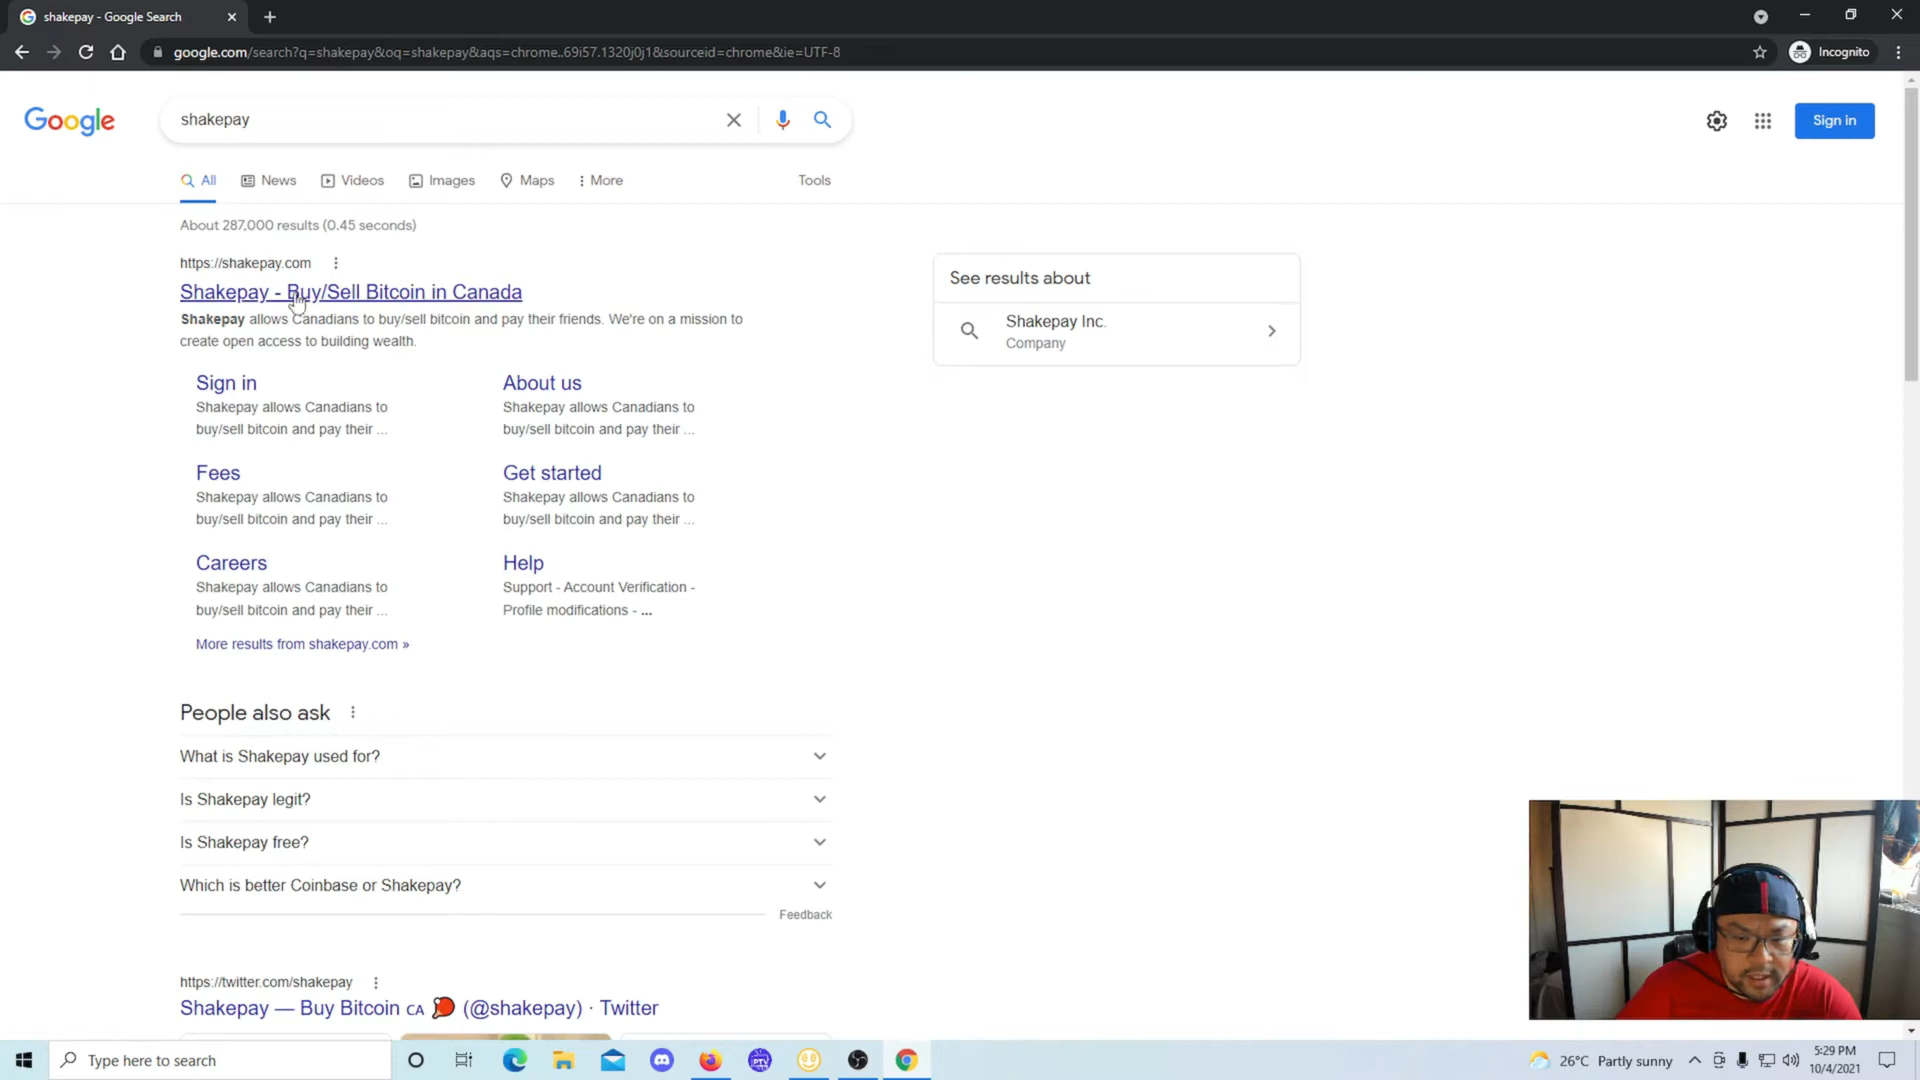 shakepay - Google Search
google.com/search?q=shakepay&oq=shakepay&aqs=chrome..69i57.1320j0j1&sourceid=chrome&ie=UTF-8
Incognito
Google
shakepay
Sign in
All
News
Videos
Images
Maps
More
Tools
About 287,000 results (0.45 seconds)
https://shakepay.com
Shakepay - Buy/Sell Bitcoin in Canada
Shakepay allows Canadians to buy/sell bitcoin and pay their friends. We're on a mission to
create open access to building wealth.
See results about
Shakepay Inc.
Company
Sign in
Shakepay allows Canadians to
buy/sell bitcoin and pay their ...
About us
Shakepay allows Canadians to
buy/sell bitcoin and pay their ...
Fees
Shakepay allows Canadians to
buy/sell bitcoin and pay their ...
Get started
Shakepay allows Canadians to
buy/sell bitcoin and pay their ...
Careers
Shakepay allows Canadians to
buy/sell bitcoin and pay their ...
Help
Support - Account Verification -
Profile modifications - ...
More results from shakepay.com »
People also ask
What is Shakepay used for?
Is Shakepay legit?
Is Shakepay free?
Which is better Coinbase or Shakepay?
Feedback
https://twitter.com/shakepay
Shakepay — Buy Bitcoin CA 🏓 (@shakepay) · Twitter
Type here to search
PTV
26°C Partly sunny
5:29 PM
10/4/2021